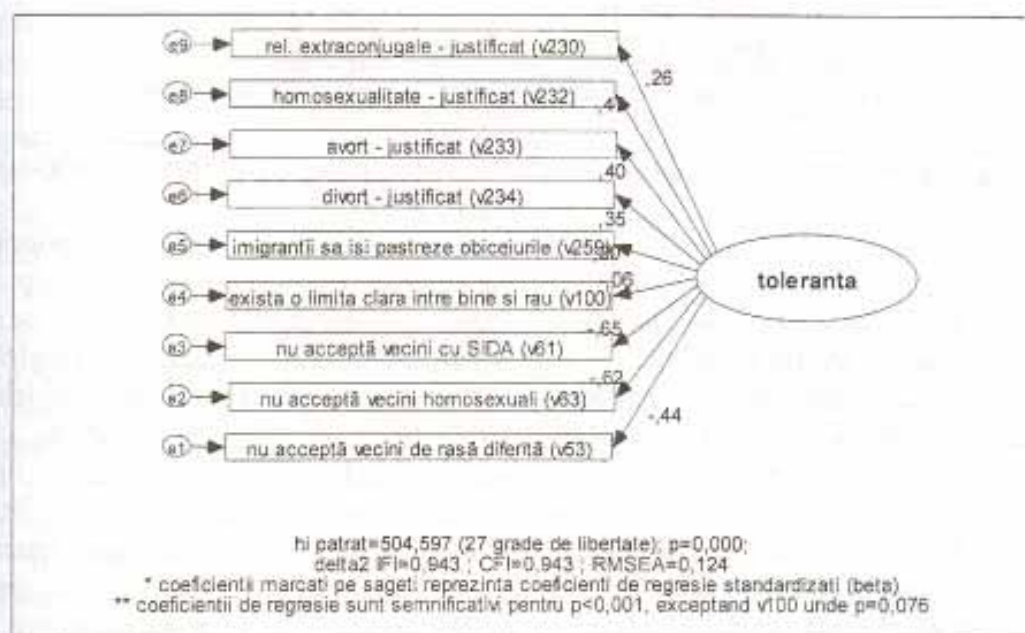 e9 rel. extraconjugale - justificat (v230)
,26
e8 homosexualitate - justificat (v232)
e7 avort - justificat (v233)
,40
e6 divort - justificat (v234)
,35
e5 imigrantii sa isi pastreze obiceiurile (v259)
toleranta
,06
e4 exista o limita clara intre bine si rau (v100)
-,65
e3 nu acceptă vecini cu SIDA (v61)
-,62
e2 nu acceptă vecini homosexuali (v63)
-,44
e1 nu acceptă vecini de rasă diferită (v53)
hi patrat=504,597 (27 grade de libertate); p=0,000;
delta2 IFI=0,943 ; CFI=0,943 ; RMSEA=0,124
* coeficientii marcati pe sageti reprezinta coeficienti de regresie standardizati (beta)
** coeficientii de regresie sunt semnificativi pentru p<0,001, exceptand v100 unde p=0,076